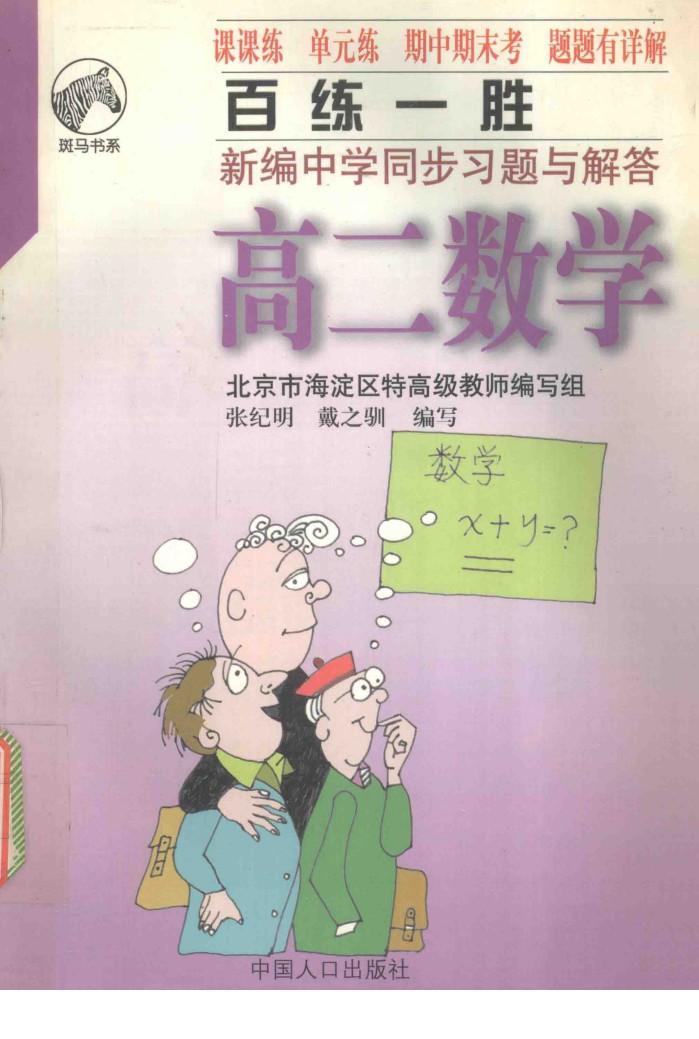 课课练 单元练 期中期末考 题题有详解
百练一胜
斑马书系
新编中学同步习题与解答
高二数学
北京市海淀区特高级教师编写组
张纪明 戴之驯 编写
数学
x+y=?
中国人口出版社